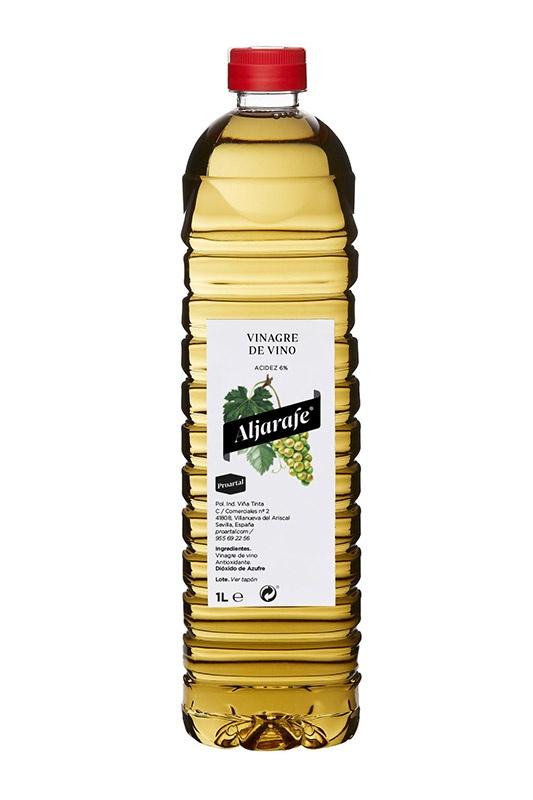 VINAGRE
DE VINO
ACIDEZ 6%
Aljarafe®
Proartal
Pol. Ind. Viña Tinta
C / Comerciales nº 2
41808, Villanueva del Ariscal
Sevilla, España
proartal.com /
955 69 22 56
Ingredientes.
Vinagre de vino
Antioxidante.
Dióxido de Azufre
Lote. Ver tapón
1L ℮